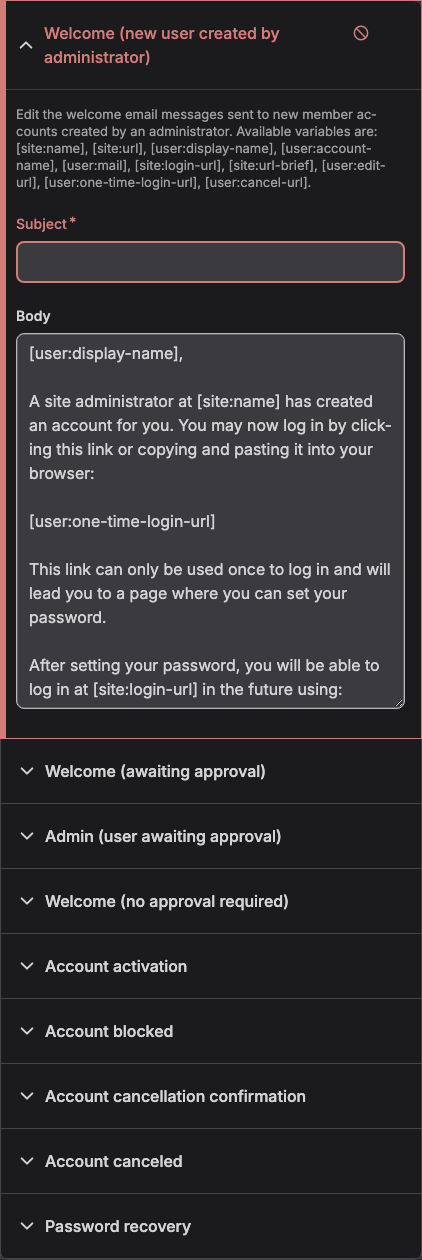 Welcome (new user created by
administrator)
Edit the welcome email messages sent to new member ac-
counts created by an administrator. Available variables are:
[site:name], [site:url], [user:display-name], [user:account-
name], [user:mail], [site:login-url], [site:url-brief], [user:edit-
url], [user:one-time-login-url], [user:cancel-url].
Subject*
Body
[user:display-name],
A site administrator at [site:name] has created
an account for you. You may now log in by click-
ing this link or copying and pasting it into your
browser:
[user:one-time-login-url]
This link can only be used once to log in and will
lead you to a page where you can set your
password.
After setting your password, you will be able to
log in at [site:login-url] in the future using:
Welcome (awaiting approval)
Admin (user awaiting approval)
Welcome (no approval required)
Account activation
Account blocked
Account cancellation confirmation
Account canceled
Password recovery